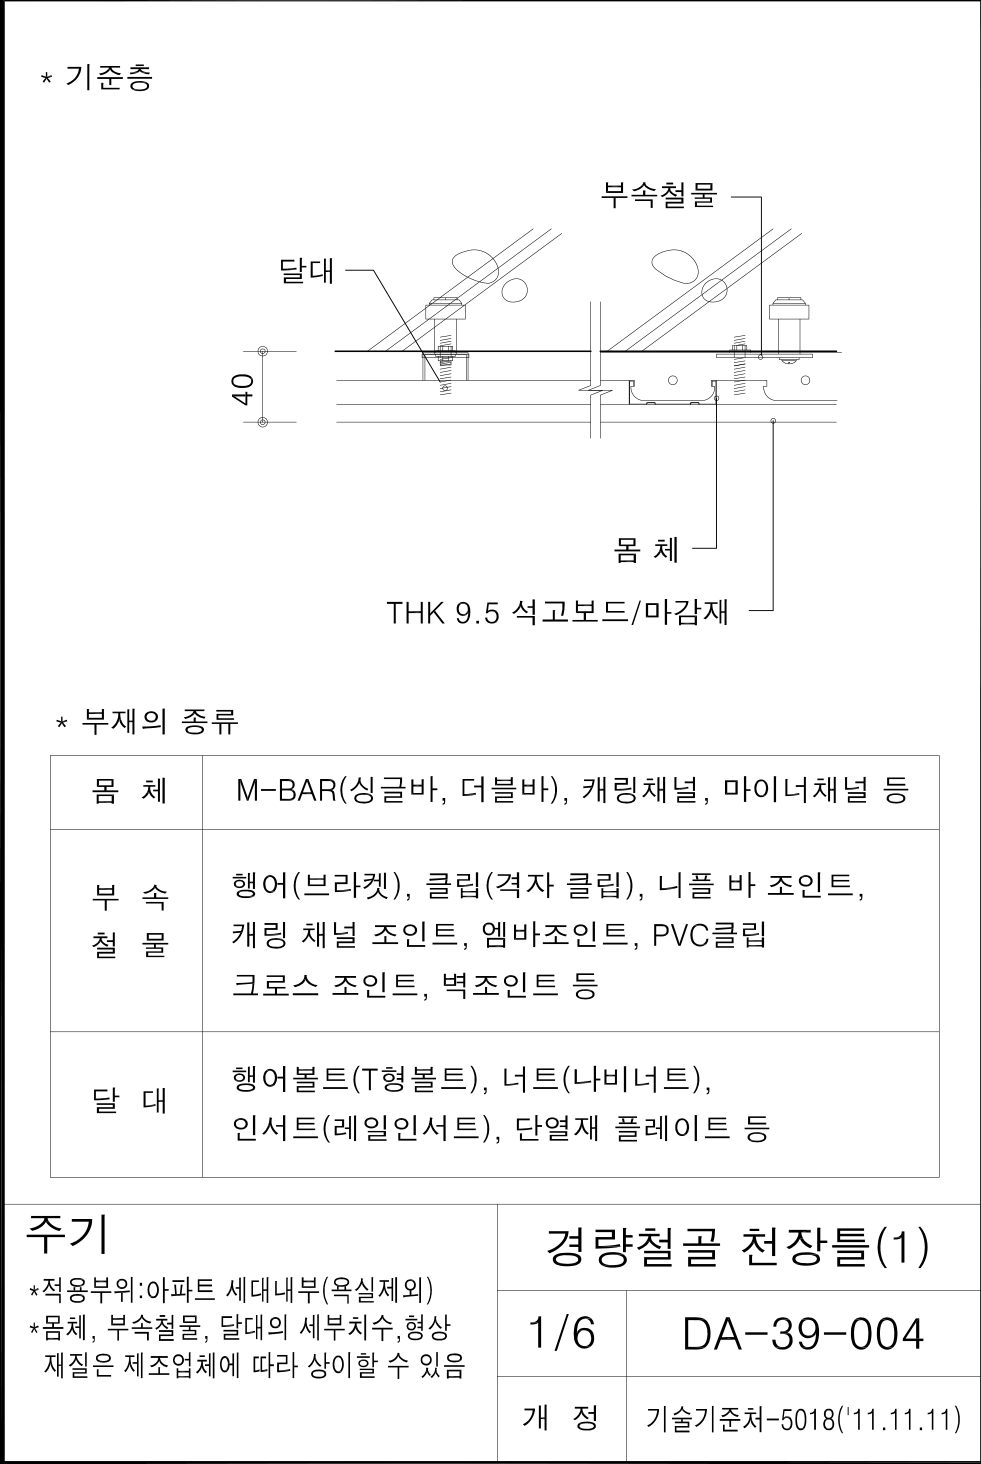 * 기준층
부속철물
달대
40
몸 체
THK 9.5 석고보드/마감재
* 부재의 종류
몸 체
M-BAR(싱글바, 더블바), 캐링채널, 마이너채널 등
부 속
철 물
행어(브라켓), 클립(격자 클립), 니플 바 조인트,
캐링 채널 조인트, 엠바조인트, PVC클립
크로스 조인트, 벽조인트 등
달 대
행어볼트(T형볼트), 너트(나비너트),
인서트(레일인서트), 단열재 플레이트 등
주기
*적용부위:아파트 세대내부(욕실제외)
*몸체, 부속철물, 달대의 세부치수,형상
재질은 제조업체에 따라 상이할 수 있음
경량철골 천장틀(1)
1/6
DA-39-004
개 정
기술기준처-5018('11.11.11)